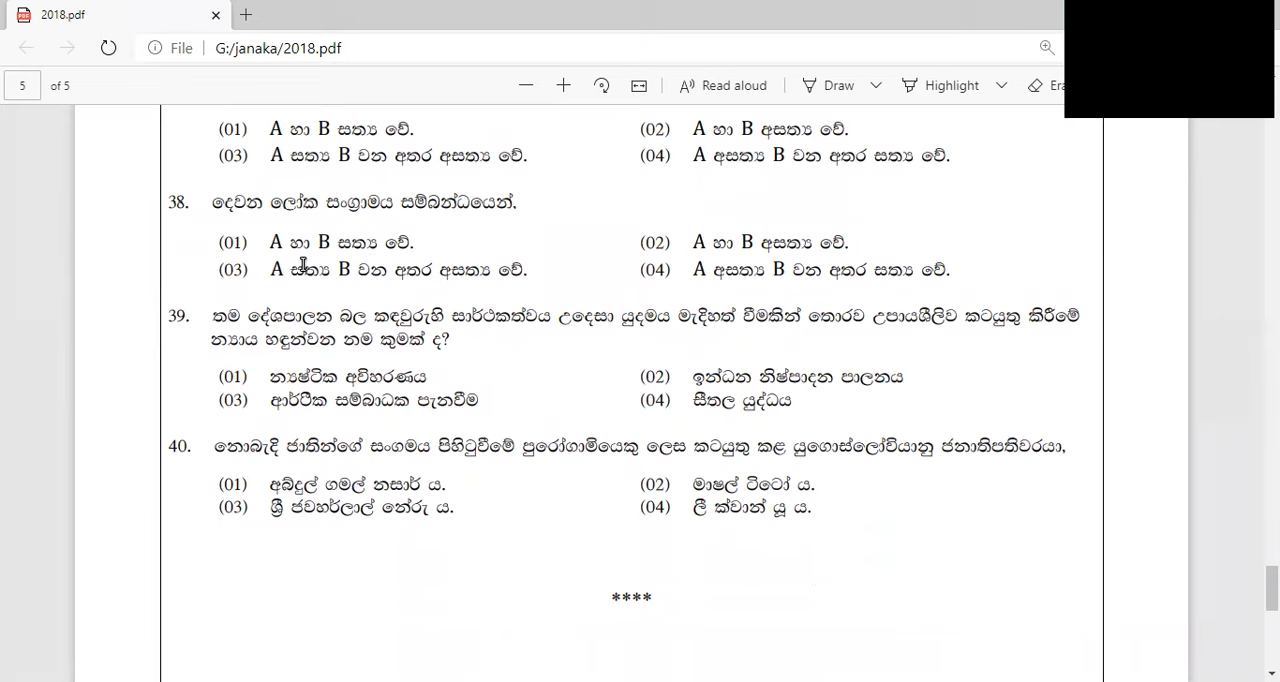 2018.pdf
File G:/janaka/2018.pdf
5 of 5 Read aloud Draw Highlight Era
(01) A හා B සත්‍ය වේ. (02) A හා B අසත්‍ය වේ.
(03) A සත්‍ය B වන අතර අසත්‍ය වේ. (04) A අසත්‍ය B වන අතර සත්‍ය වේ.
38. දෙවන ලෝක සංග්‍රාමය සම්බන්ධයෙන්,
(01) A හා B සත්‍ය වේ. (02) A හා B අසත්‍ය වේ.
(03) A සත්‍ය B වන අතර අසත්‍ය වේ. (04) A අසත්‍ය B වන අතර සත්‍ය වේ.
39. තම දේශපාලන බල කඳවුරුහි සාර්ථකත්වය උදෙසා යුදමය මැදිහත් වීමකින් තොරව උපායශීලිව කටයුතු කිරීමේ
න්‍යාය හඳුන්වන නම කුමක් ද?
(01) න්‍යෂ්ටික අවිහරණය (02) ඉන්ධන නිෂ්පාදන පාලනය
(03) ආර්ථික සම්බාධක පැනවීම (04) සීතල යුද්ධය
40. නොබැදි ජාතින්ගේ සංගමය පිහිටුවීමේ පුරෝගාමියෙකු ලෙස කටයුතු කළ යුගොස්ලෝවියානු ජනාතිපතිවරයා,
(01) අබ්දුල් ගමල් නසාර් ය. (02) මාෂල් ටිටෝ ය.
(03) ශ්‍රී ජවහර්ලාල් නේරු ය. (04) ලී ක්වාන් යූ ය.
****